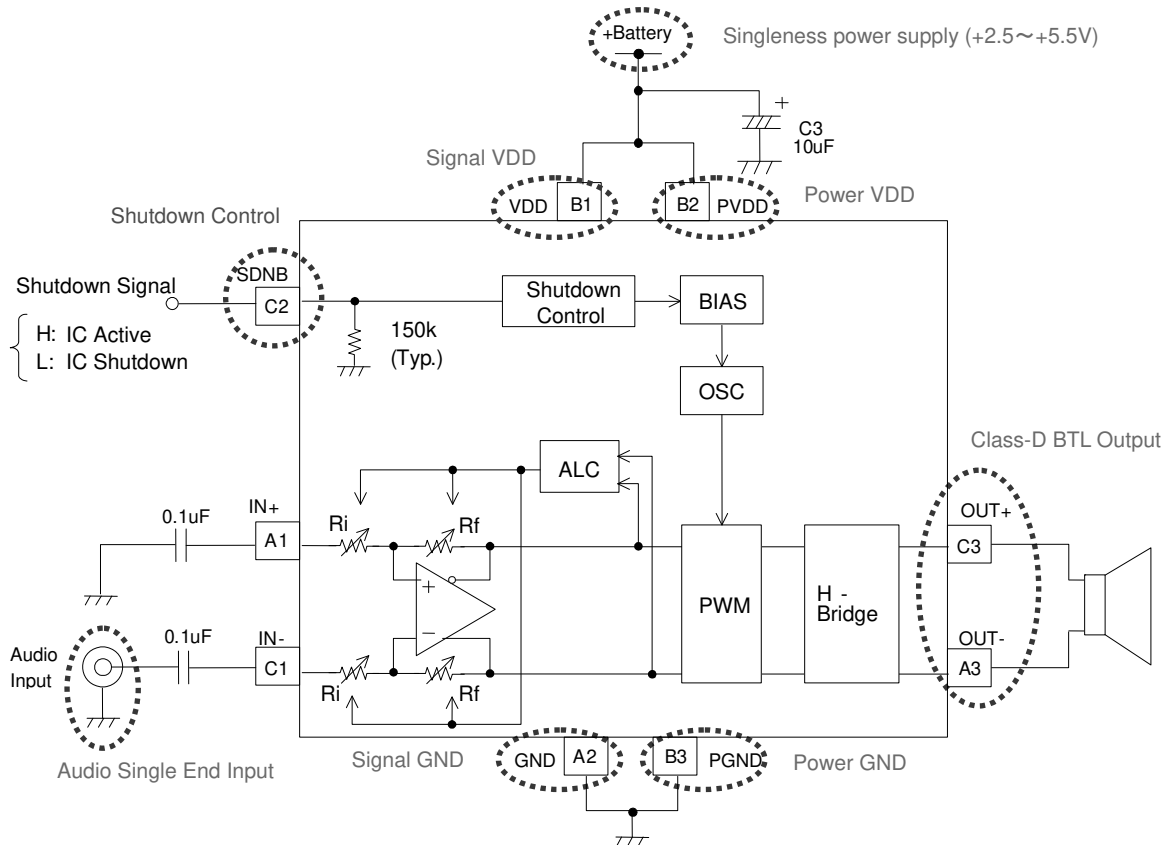 +Battery
Singleness power supply (+2.5～+5.5V)
+
C3
10uF
Signal VDD
VDD
B1
B2
PVDD
Power VDD
Shutdown Control
SDNB
Shutdown Signal
C2
H: IC Active
L: IC Shutdown
150k
(Typ.)
Shutdown
Control
BIAS
OSC
Class-D BTL Output
ALC
IN+
0.1uF
A1
Ri
Rf
+
−
PWM
H -
Bridge
OUT+
C3
OUT-
A3
Audio
Input
0.1uF
IN-
C1
Ri
Rf
Audio Single End Input
Signal GND
GND
A2
B3
PGND
Power GND